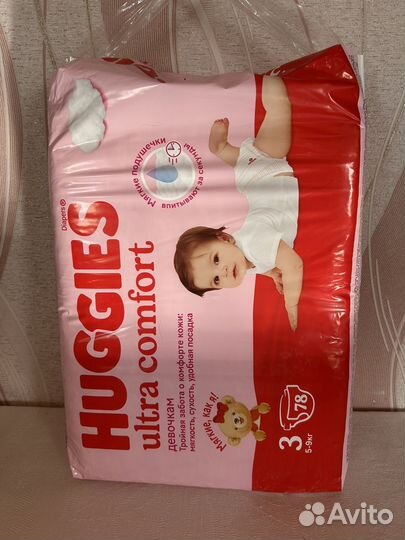 Diapers®
HUGGIES
ultra comfort
девочкам
Тройная забота о комфорте кожи:
мягкость, сухость, удобная посадка
Мягкие подушечки
впитывают за секунды
Мягкие, как я!
3
78
5-9кг
Avito